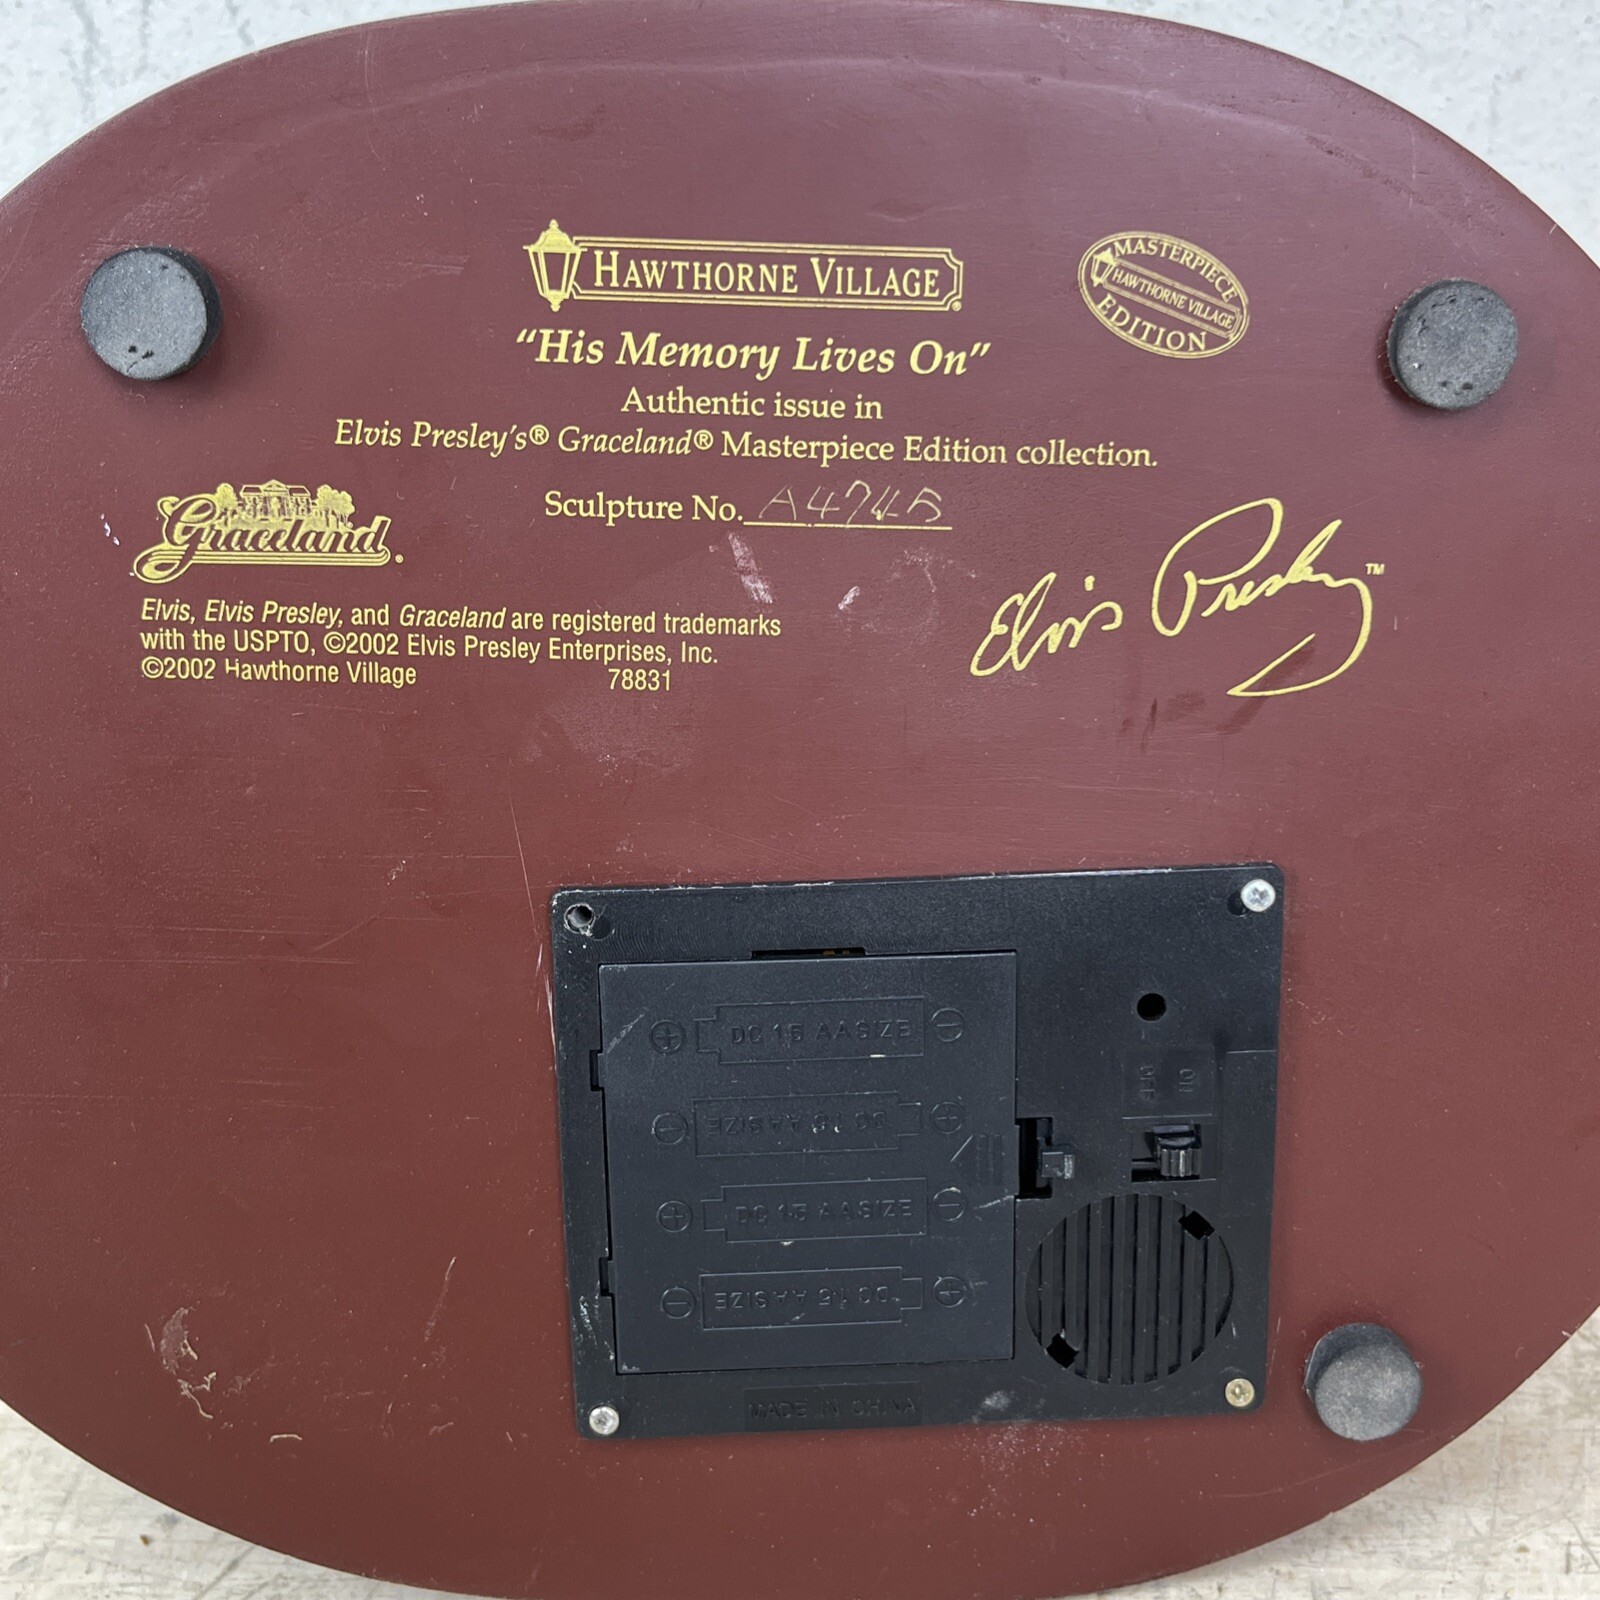 HAWTHORNE VILLAGE®
MASTERPIECE
HAWTHORNE VILLAGE
EDITION
“His Memory Lives On”
Authentic issue in
Elvis Presley's® Graceland® Masterpiece Edition collection.
Sculpture No. A4745
Graceland®
Elvis Presley™
Elvis, Elvis Presley, and Graceland are registered trademarks
with the USPTO, ©2002 Elvis Presley Enterprises, Inc.
©2002 Hawthorne Village 78831
⊕ DC 1.5 AA SIZE ⊖
⊕ DC 1.5 AA SIZE ⊖
⊕ DC 1.5 AA SIZE ⊖
⊕ DC 1.5 AA SIZE ⊖
OFF ON
MADE IN CHINA